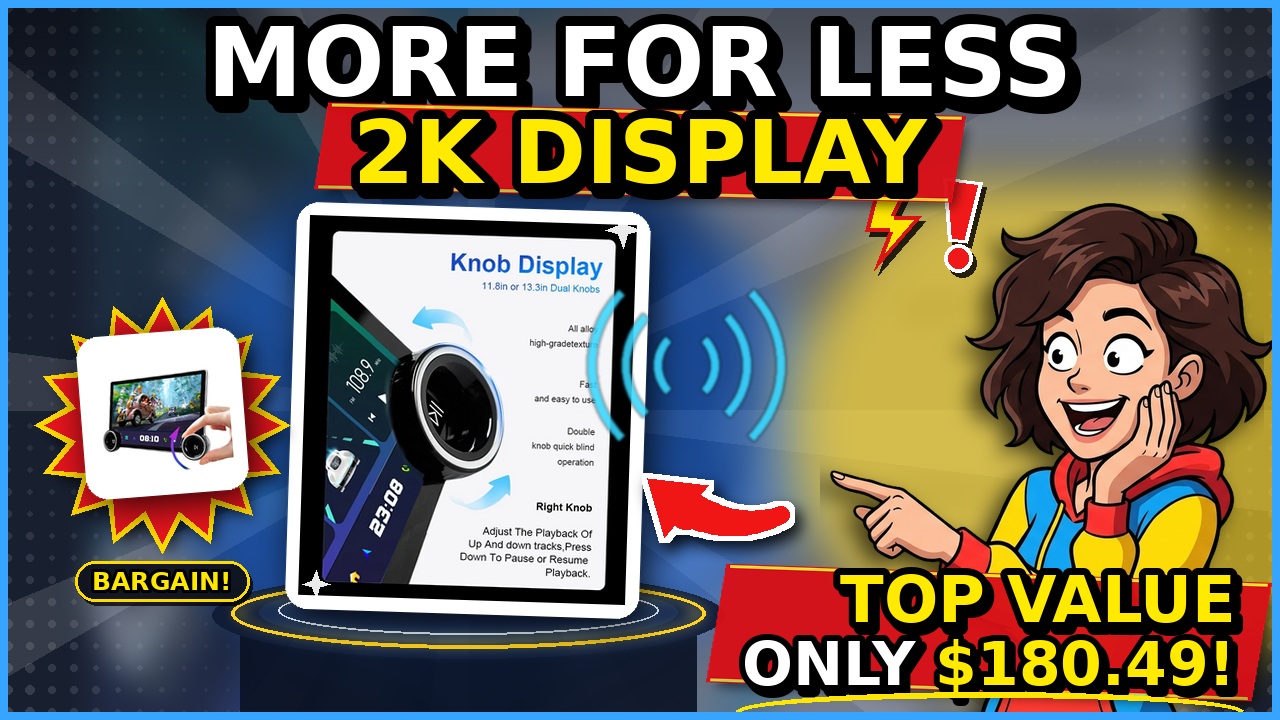 MORE FOR LESS
2K DISPLAY
Knob Display
11.8in or 13.3in Dual Knobs
All allo
high-gradetextu
Fas
and easy to use
Double
knob quick blind
operation
Right Knob
Adjust The Playback Of
Up And down tracks,Press
Down To Pause or Resume
Playback.
108.9
23:08
08:10
BARGAIN!
TOP VALUE
ONLY $180.49!